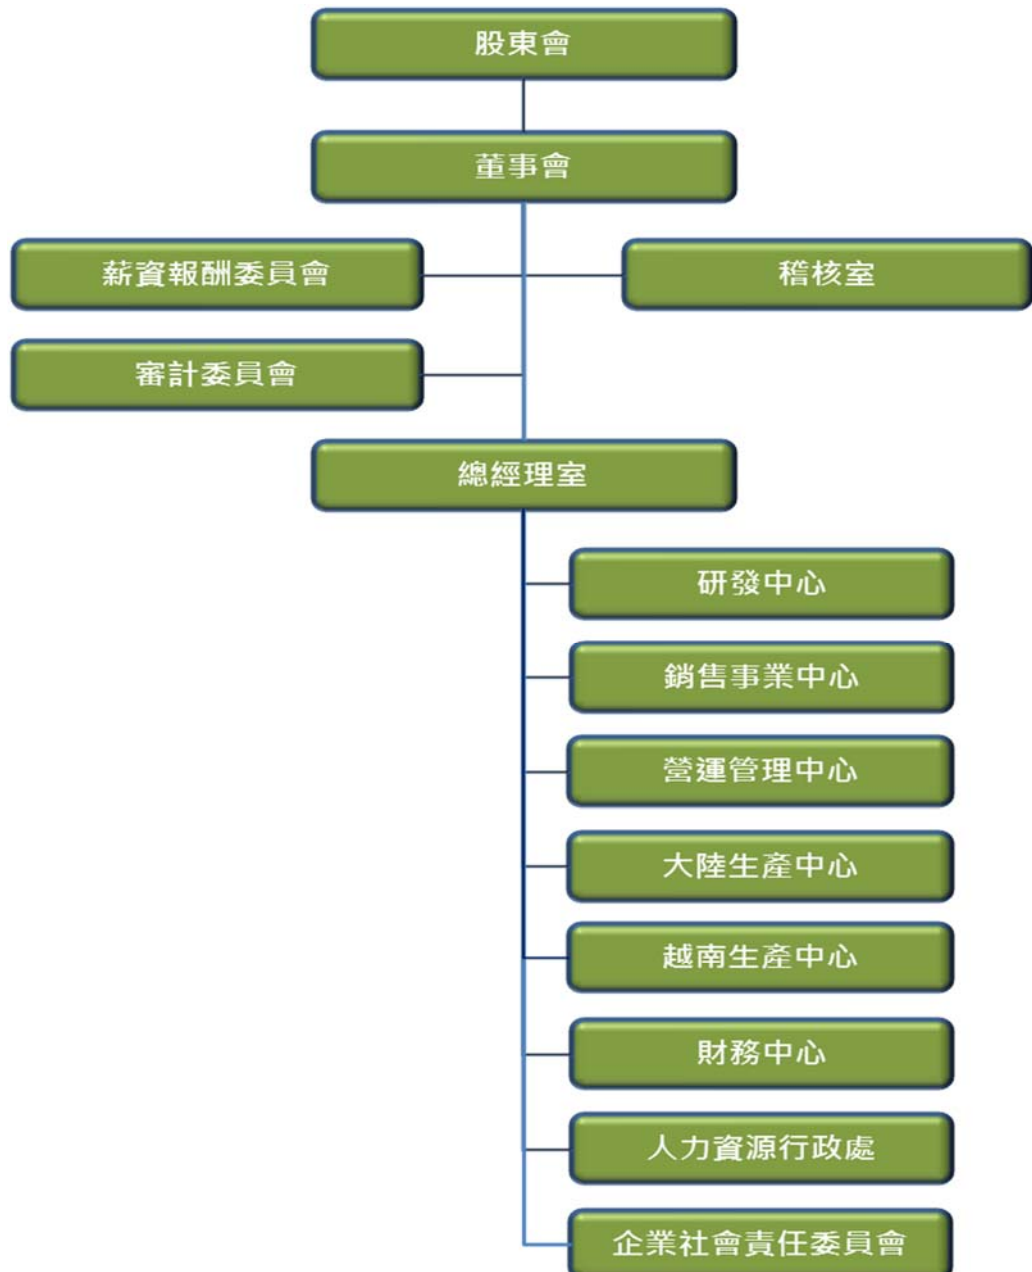 股東會
董事會
薪資報酬委員會
稽核室
審計委員會
總經理室
研發中心
銷售事業中心
營運管理中心
大陸生產中心
越南生產中心
財務中心
人力資源行政處
企業社會責任委員會